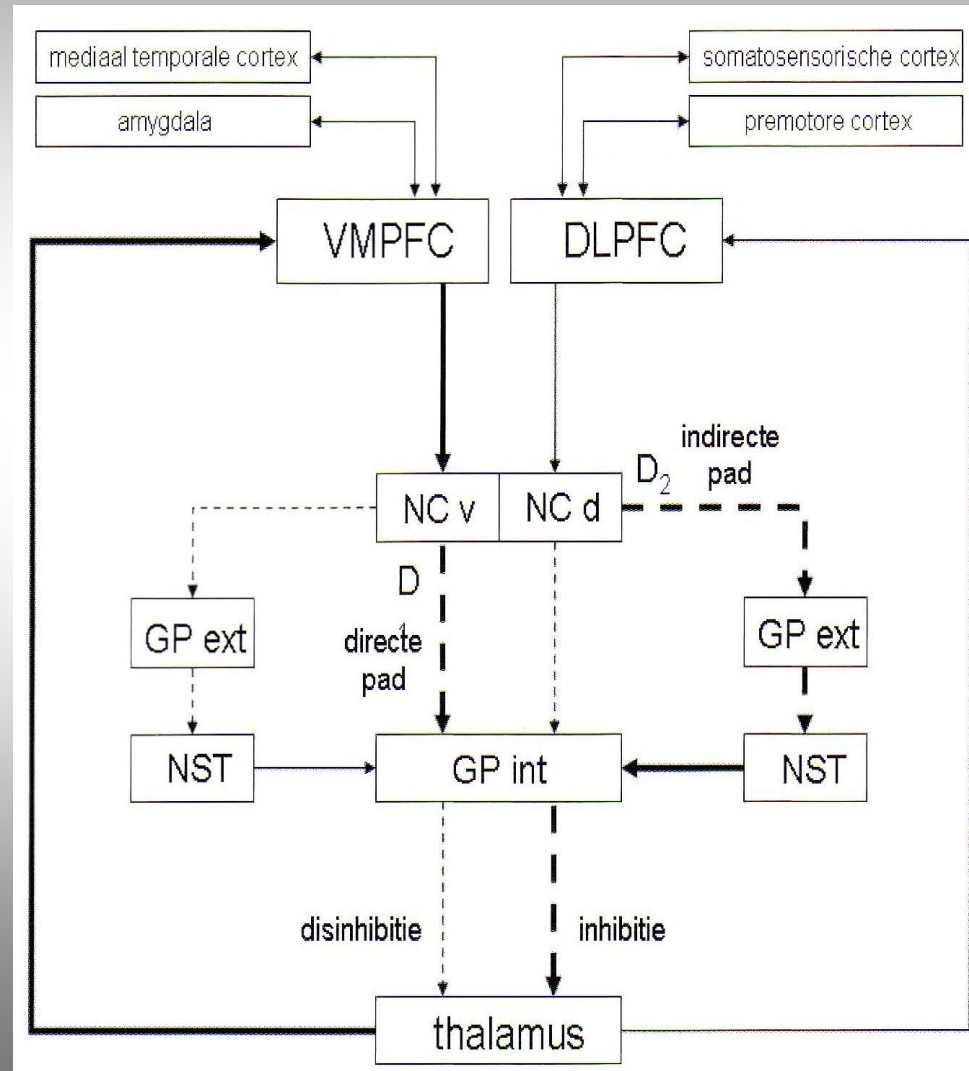 mediaal temporale cortex
amygdala
somatosensorische cortex
premotore cortex
VMPFC
DLPFC
NC v
NC d
D₂
indirecte
pad
D
1
directe
pad
GP ext
GP ext
NST
GP int
NST
disinhibitie
inhibitie
thalamus